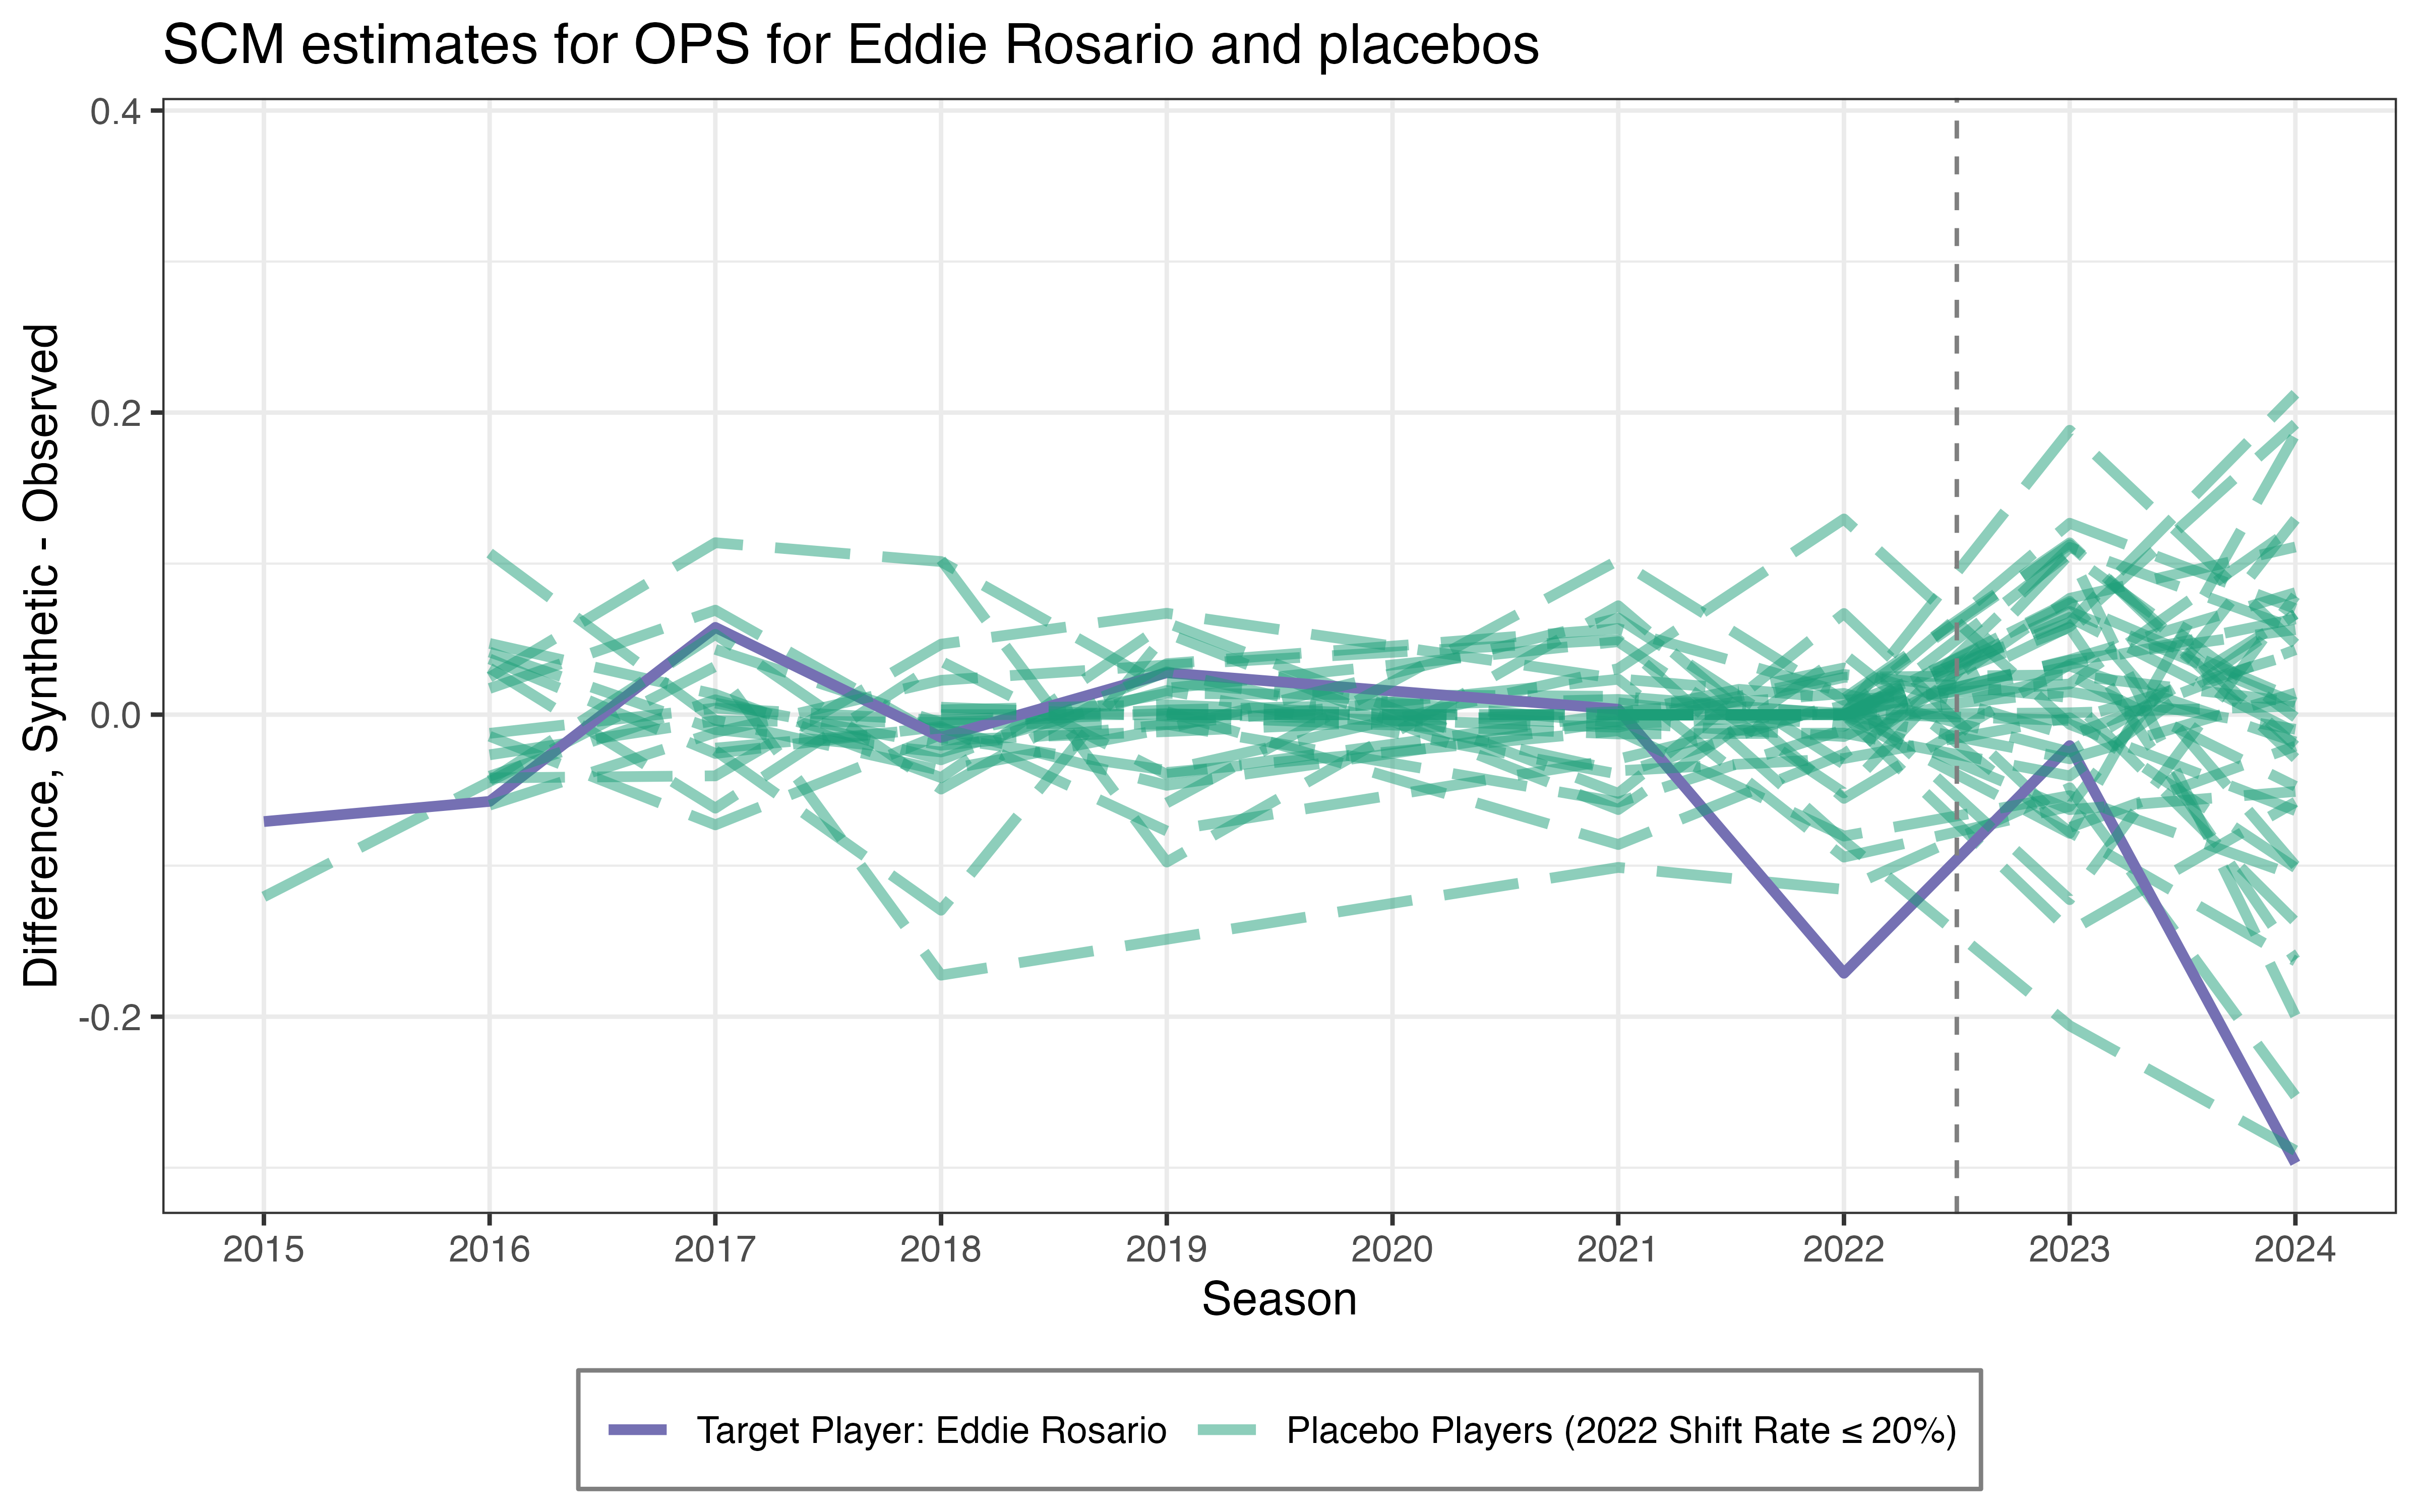 SCM estimates for OPS for Eddie Rosario and placebos
Difference, Synthetic - Observed
0.4
0.2
0.0
-0.2
2015 2016 2017 2018 2019 2020 2021 2022 2023 2024
Season
Target Player: Eddie Rosario Placebo Players (2022 Shift Rate ≤ 20%)